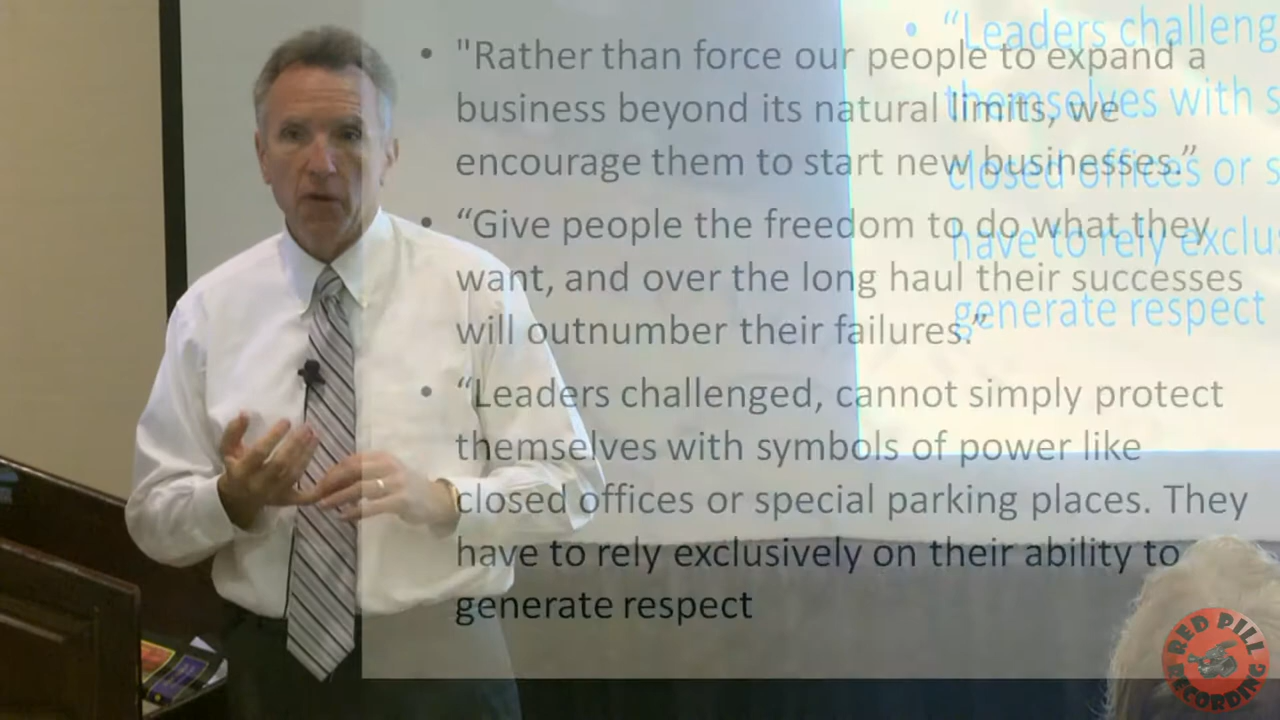 • "Rather than force our people to expand a
business beyond its natural limits, we
encourage them to start new businesses.”
• “Give people the freedom to do what they
want, and over the long haul their successes
will outnumber their failures.”
• “Leaders challenged, cannot simply protect
themselves with symbols of power like
closed offices or special parking places. They
have to rely exclusively on their ability to
generate respect
• “Leaders challeng
themselves with s
closed offices or s
have to rely exclu
generate respect
RED PILL
RECORDING